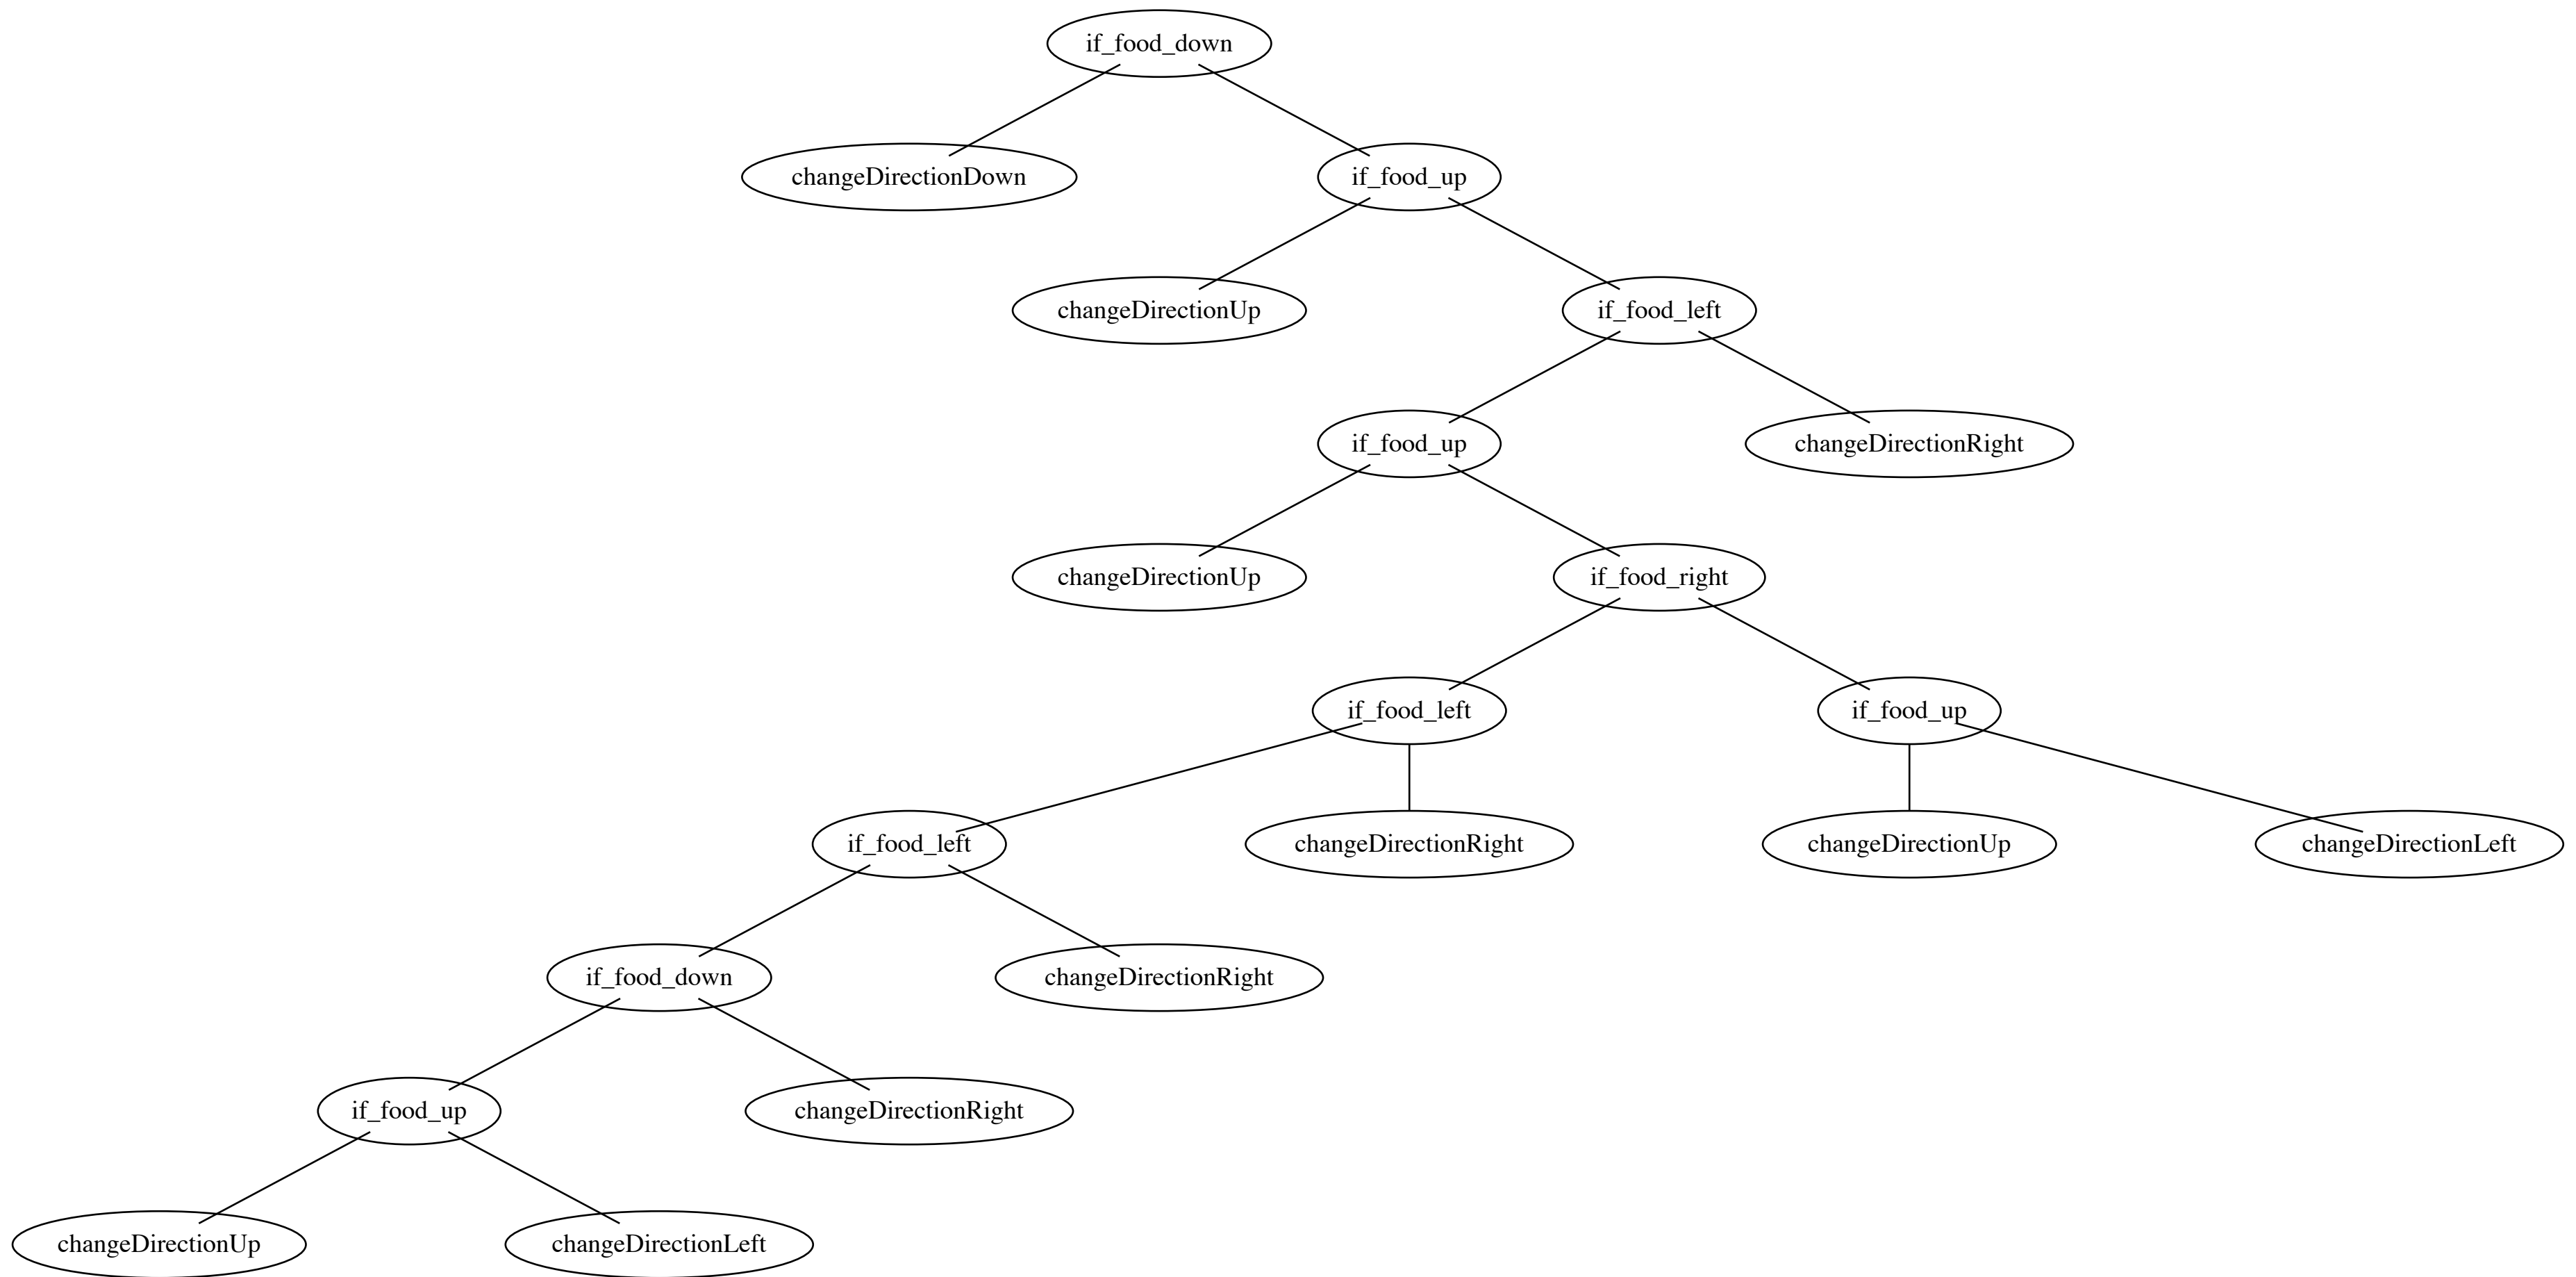 if_food_down
changeDirectionDown
if_food_up
changeDirectionUp
if_food_left
if_food_up
changeDirectionRight
changeDirectionUp
if_food_right
if_food_left
if_food_up
if_food_left
changeDirectionRight
changeDirectionUp
changeDirectionLeft
if_food_down
changeDirectionRight
if_food_up
changeDirectionRight
changeDirectionUp
changeDirectionLeft